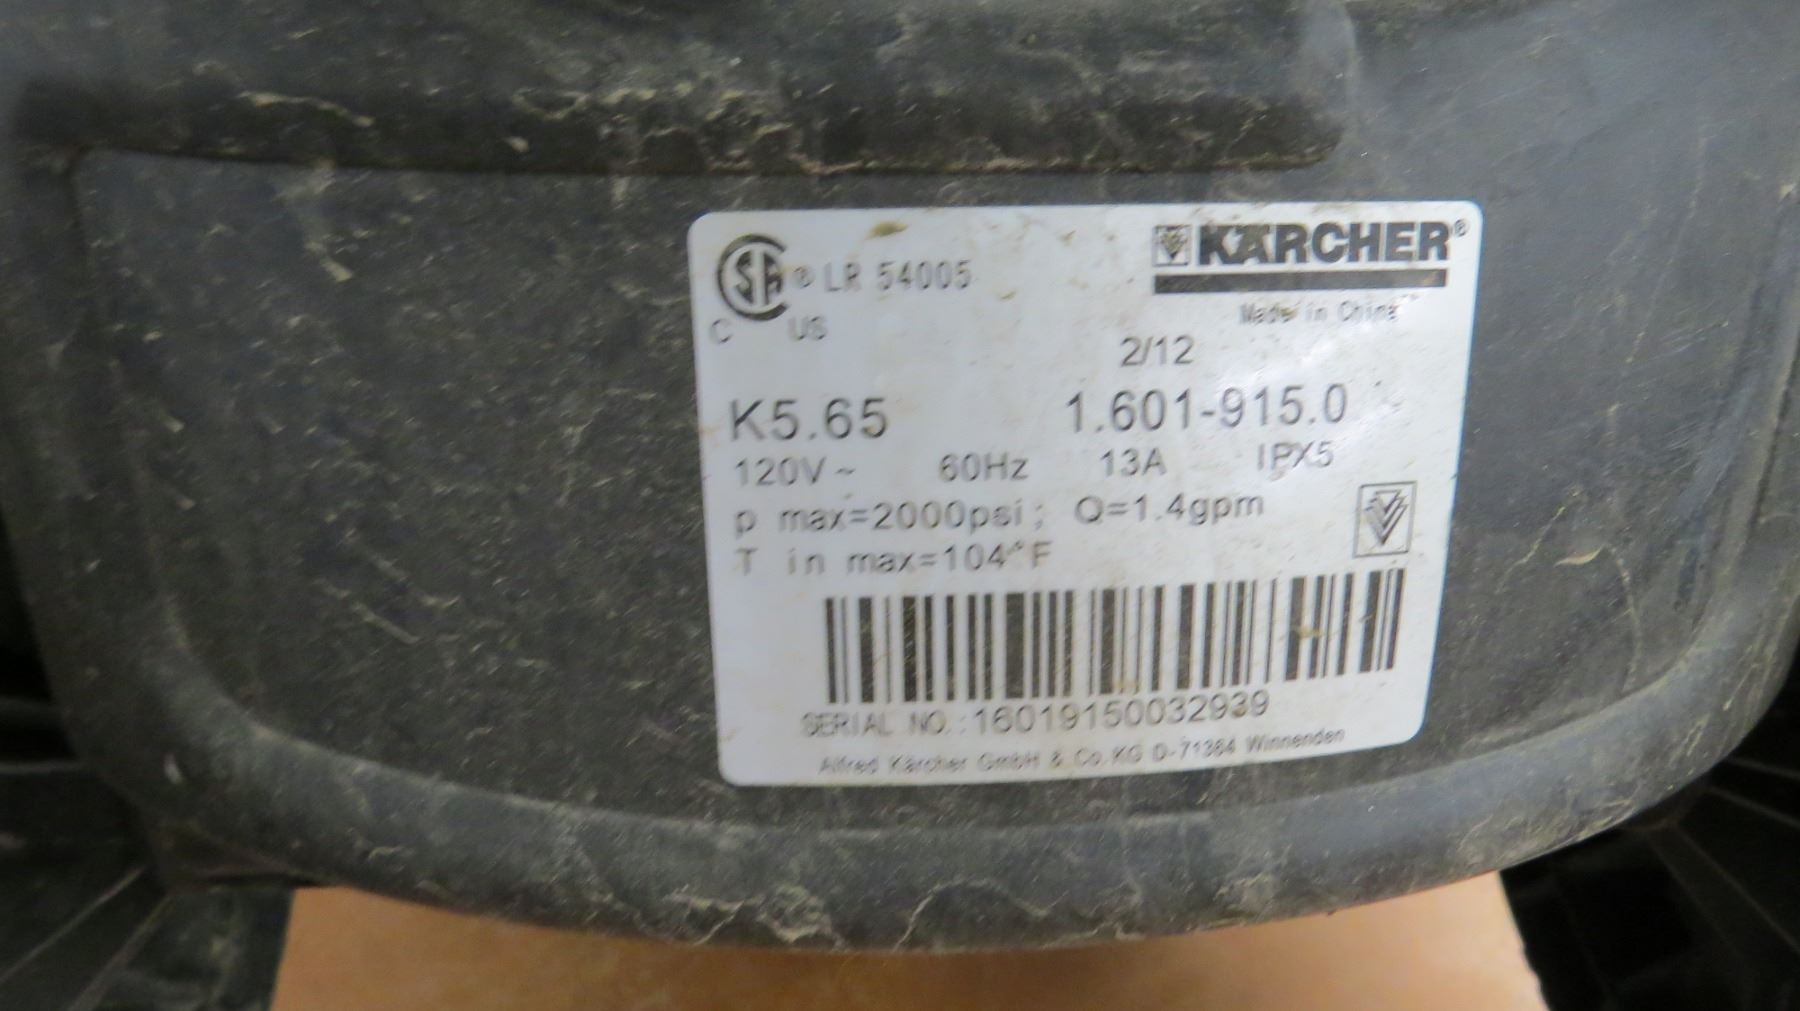 CSA® LR 54005
C US
KÄRCHER®
Made in China
2/12
K5.65 1.601-915.0
120V~ 60Hz 13A IPX5
p max=2000psi; Q=1.4gpm
T in max=104°F
SERIAL NO.:16019150032939
Alfred Kärcher GmbH & Co.KG D-71364 Winnenden